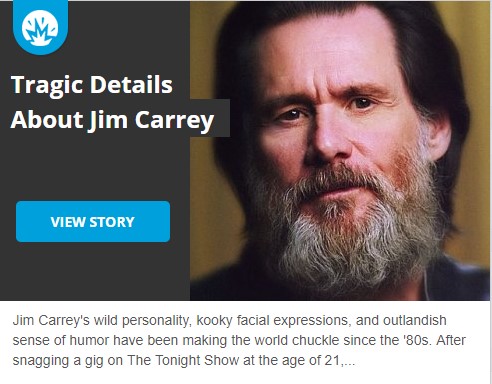 Tragic Details
About Jim Carrey
VIEW STORY
Jim Carrey's wild personality, kooky facial expressions, and outlandish
sense of humor have been making the world chuckle since the '80s. After
snagging a gig on The Tonight Show at the age of 21,...